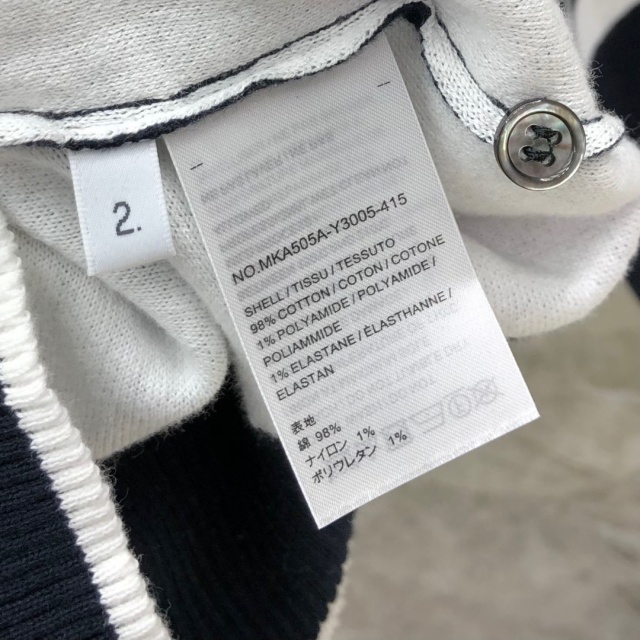 2.
NO.MKA505A-Y3005-415
SHELL / TISSU / TESSUTO
98% COTTON / COTON / COTONE
1% POLYAMIDE / POLYAMIDE /
POLIAMMIDE
1% ELASTANE / ELASTHANNE /
ELASTAN
表地
綿 98%
ナイロン 1%
ポリウレタン 1%